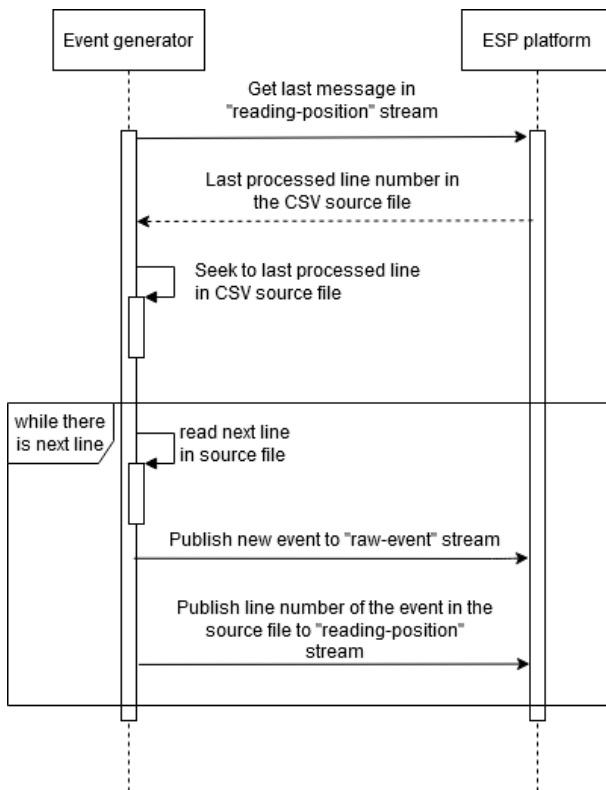 Event generator
ESP platform
Get last message in
"reading-position" stream
Last processed line number in
the CSV source file
Seek to last processed line
in CSV source file
while there
is next line
read next line
in source file
Publish new event to "raw-event" stream
Publish line number of the event in the
source file to "reading-position"
stream